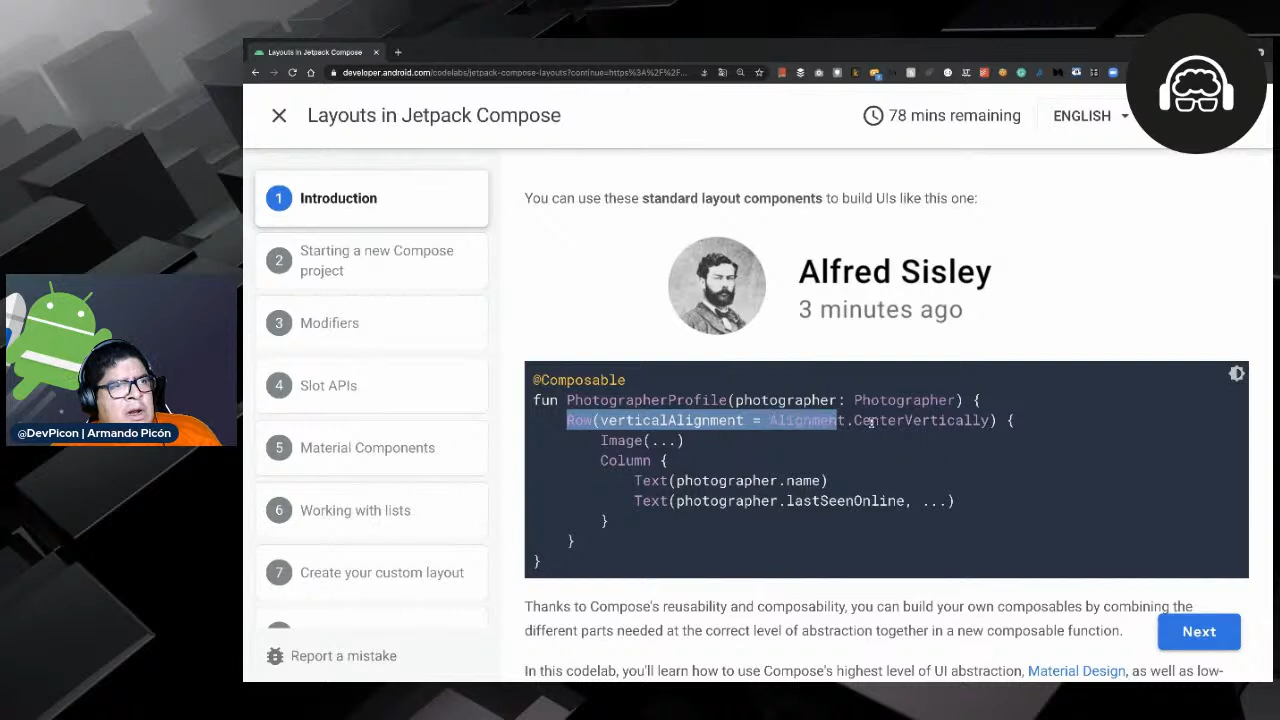 Layouts in Jetpack Compose
developer.android.com/codelabs/jetpack-compose-layouts?continue=https%3A%2F%2F...
Layouts in Jetpack Compose
78 mins remaining
ENGLISH
1 Introduction
2 Starting a new Compose
project
3 Modifiers
4 Slot APIs
5 Material Components
6 Working with lists
7 Create your custom layout
Report a mistake
You can use these standard layout components to build UIs like this one:
Alfred Sisley
3 minutes ago
@Composable
fun PhotographerProfile(photographer: Photographer) {
Row(verticalAlignment = Alignment.CenterVertically) {
Image(...)
Column {
Text(photographer.name)
Text(photographer.lastSeenOnline, ...)
}
}
}
Thanks to Compose's reusability and composability, you can build your own composables by combining the
different parts needed at the correct level of abstraction together in a new composable function.
Next
In this codelab, you'll learn how to use Compose's highest level of UI abstraction, Material Design, as well as low-
@DevPicon | Armando Picón